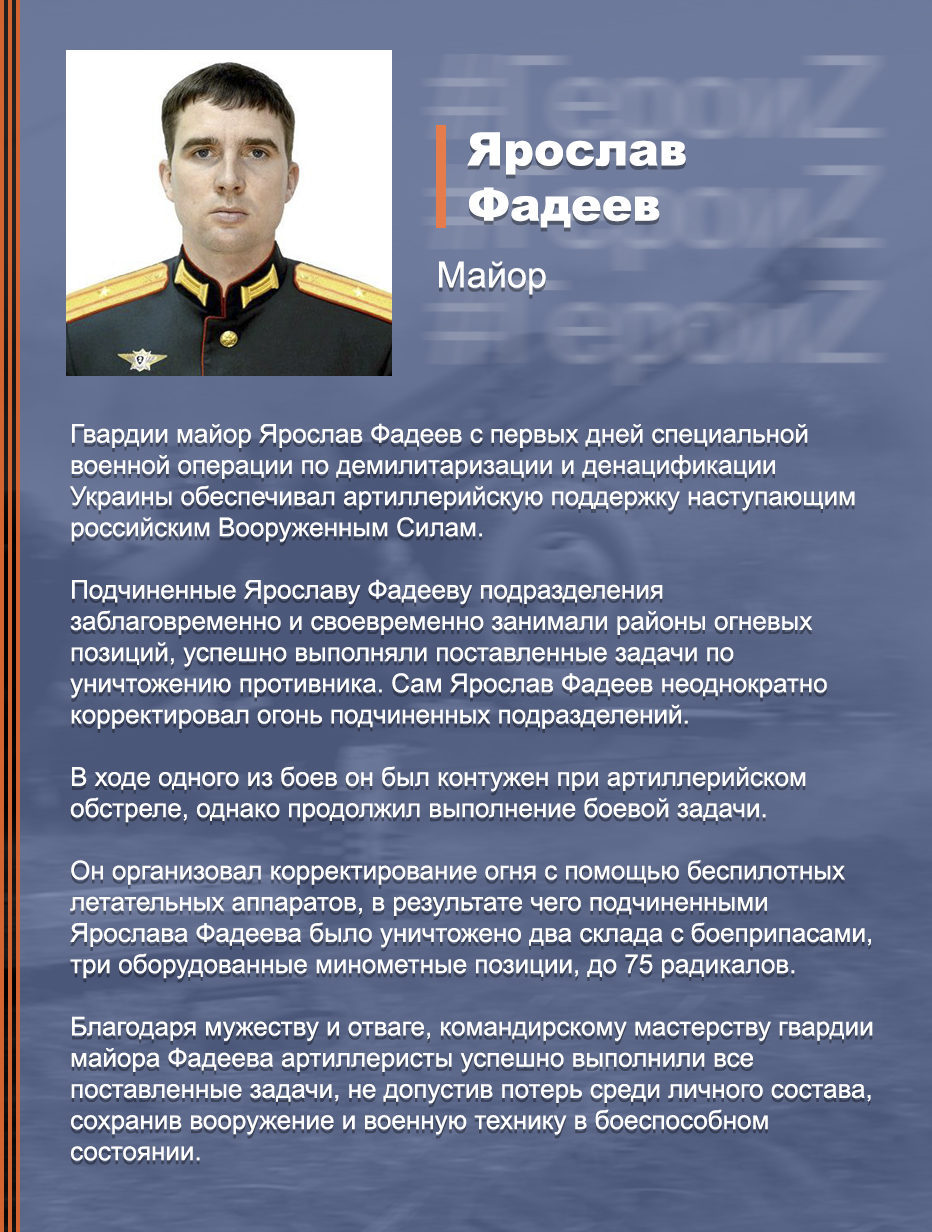 #ГероиZ
Ярослав
#ГероиZ
Фадеев
Майор
#ГероиZ
Гвардии майор Ярослав Фадеев с первых дней специальной
военной операции по демилитаризации и денацификации
Украины обеспечивал артиллерийскую поддержку наступающим
российским Вооруженным Силам.
Подчиненные Ярославу Фадееву подразделения
заблаговременно и своевременно занимали районы огневых
позиций, успешно выполняли поставленные задачи по
уничтожению противника. Сам Ярослав Фадеев неоднократно
корректировал огонь подчиненных подразделений.
В ходе одного из боев он был контужен при артиллерийском
обстреле, однако продолжил выполнение боевой задачи.
Он организовал корректирование огня с помощью беспилотных
летательных аппаратов, в результате чего подчиненными
Ярослава Фадеева было уничтожено два склада с боеприпасами,
три оборудованные минометные позиции, до 75 радикалов.
Благодаря мужеству и отваге, командирскому мастерству гвардии
майора Фадеева артиллеристы успешно выполнили все
поставленные задачи, не допустив потерь среди личного состава,
сохранив вооружение и военную технику в боеспособном
состоянии.